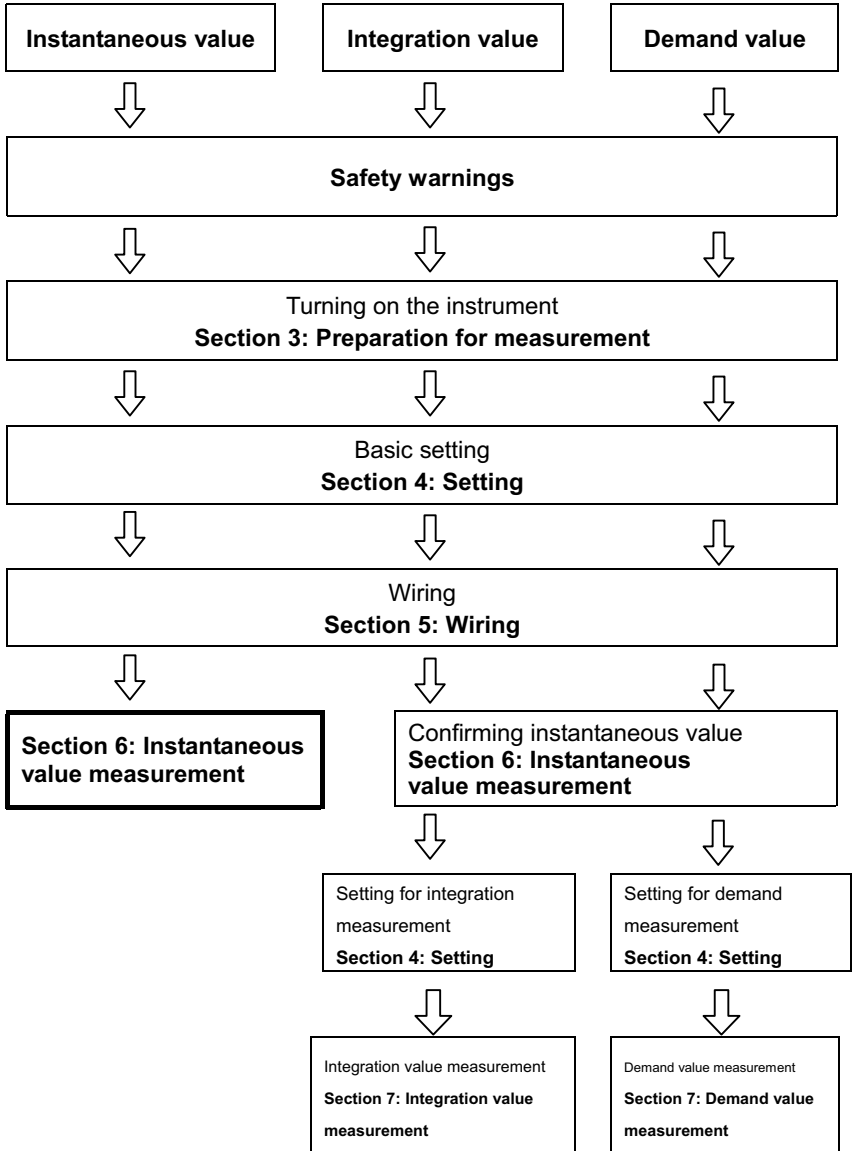 Instantaneous value
Integration value
Demand value
Safety warnings
Turning on the instrument
Section 3: Preparation for measurement
Basic setting
Section 4: Setting
Wiring
Section 5: Wiring
Section 6: Instantaneous
value measurement
Confirming instantaneous value
Section 6: Instantaneous
value measurement
Setting for integration
measurement
Section 4: Setting
Setting for demand
measurement
Section 4: Setting
Integration value measurement
Section 7: Integration value
measurement
Demand value measurement
Section 7: Demand value
measurement